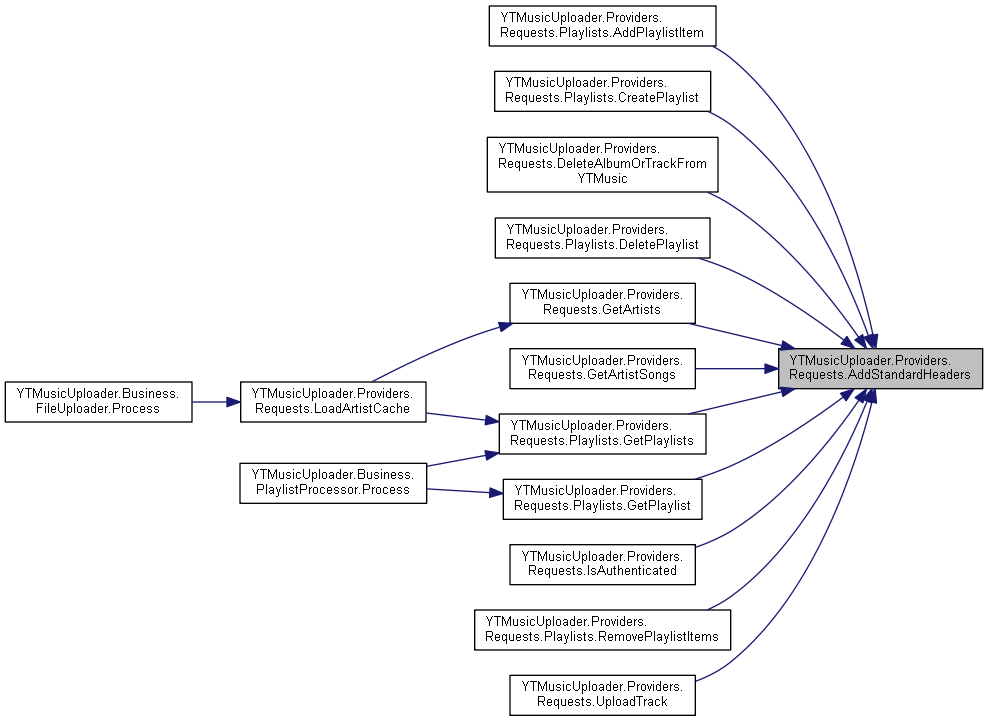 YTMusicUploader.Providers.
Requests.Playlists.AddPlaylistItem
YTMusicUploader.Providers.
Requests.Playlists.CreatePlaylist
YTMusicUploader.Providers.
Requests.DeleteAlbumOrTrackFrom
YTMusic
YTMusicUploader.Providers.
Requests.Playlists.DeletePlaylist
YTMusicUploader.Providers.
Requests.GetArtists
YTMusicUploader.Providers.
Requests.GetArtistSongs
YTMusicUploader.Providers.
Requests.AddStandardHeaders
YTMusicUploader.Business.
FileUploader.Process
YTMusicUploader.Providers.
Requests.LoadArtistCache
YTMusicUploader.Providers.
Requests.Playlists.GetPlaylists
YTMusicUploader.Business.
PlaylistProcessor.Process
YTMusicUploader.Providers.
Requests.Playlists.GetPlaylist
YTMusicUploader.Providers.
Requests.IsAuthenticated
YTMusicUploader.Providers.
Requests.Playlists.RemovePlaylistItems
YTMusicUploader.Providers.
Requests.UploadTrack